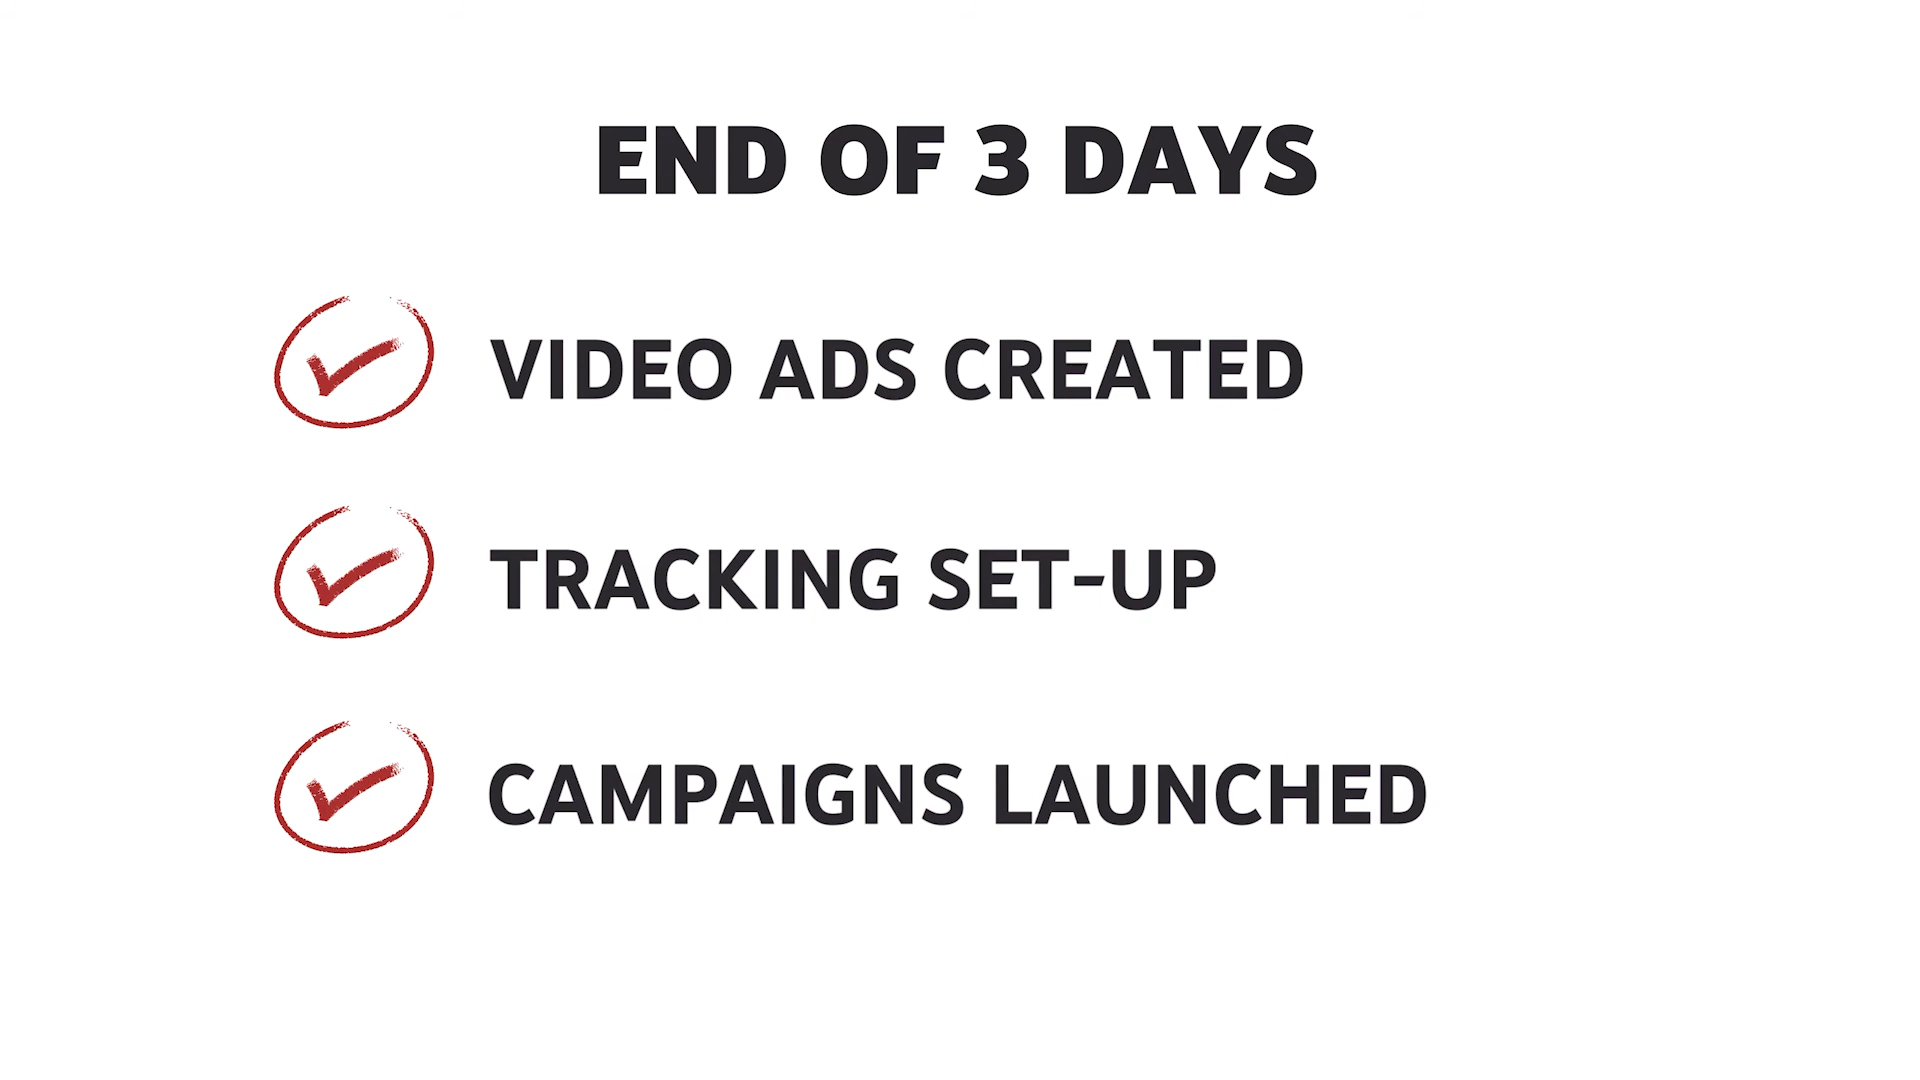 END OF 3 DAYS
VIDEO ADS CREATED
TRACKING SET-UP
CAMPAIGNS LAUNCHED